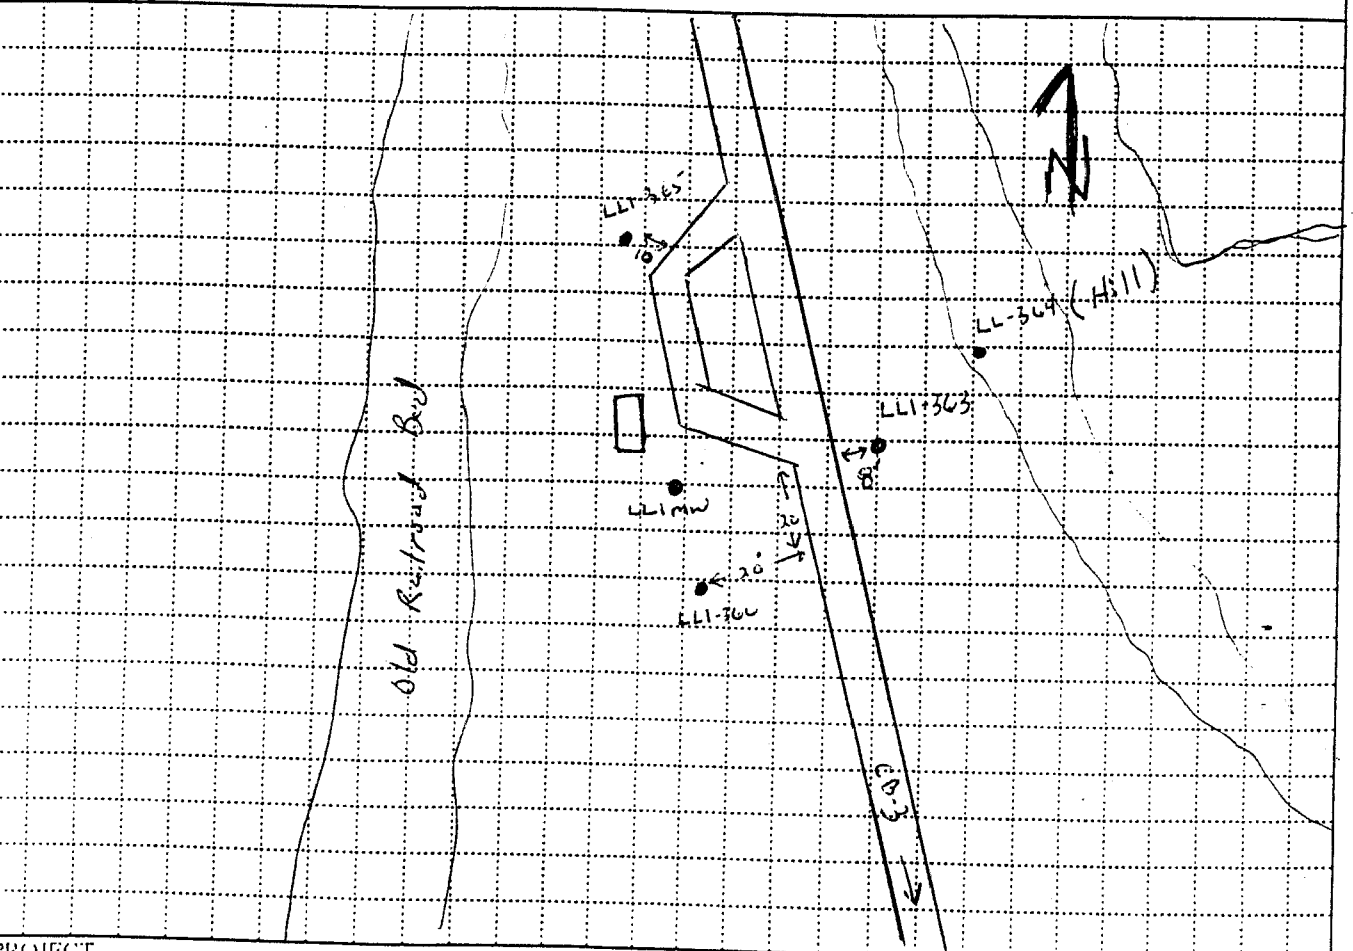 N
LL1-365
10'
LL-364 (Hill)
LL1-363
8'
Old Railroad Bed
LL1MW
20
20'
LL1-366
CB-3
PROJECT